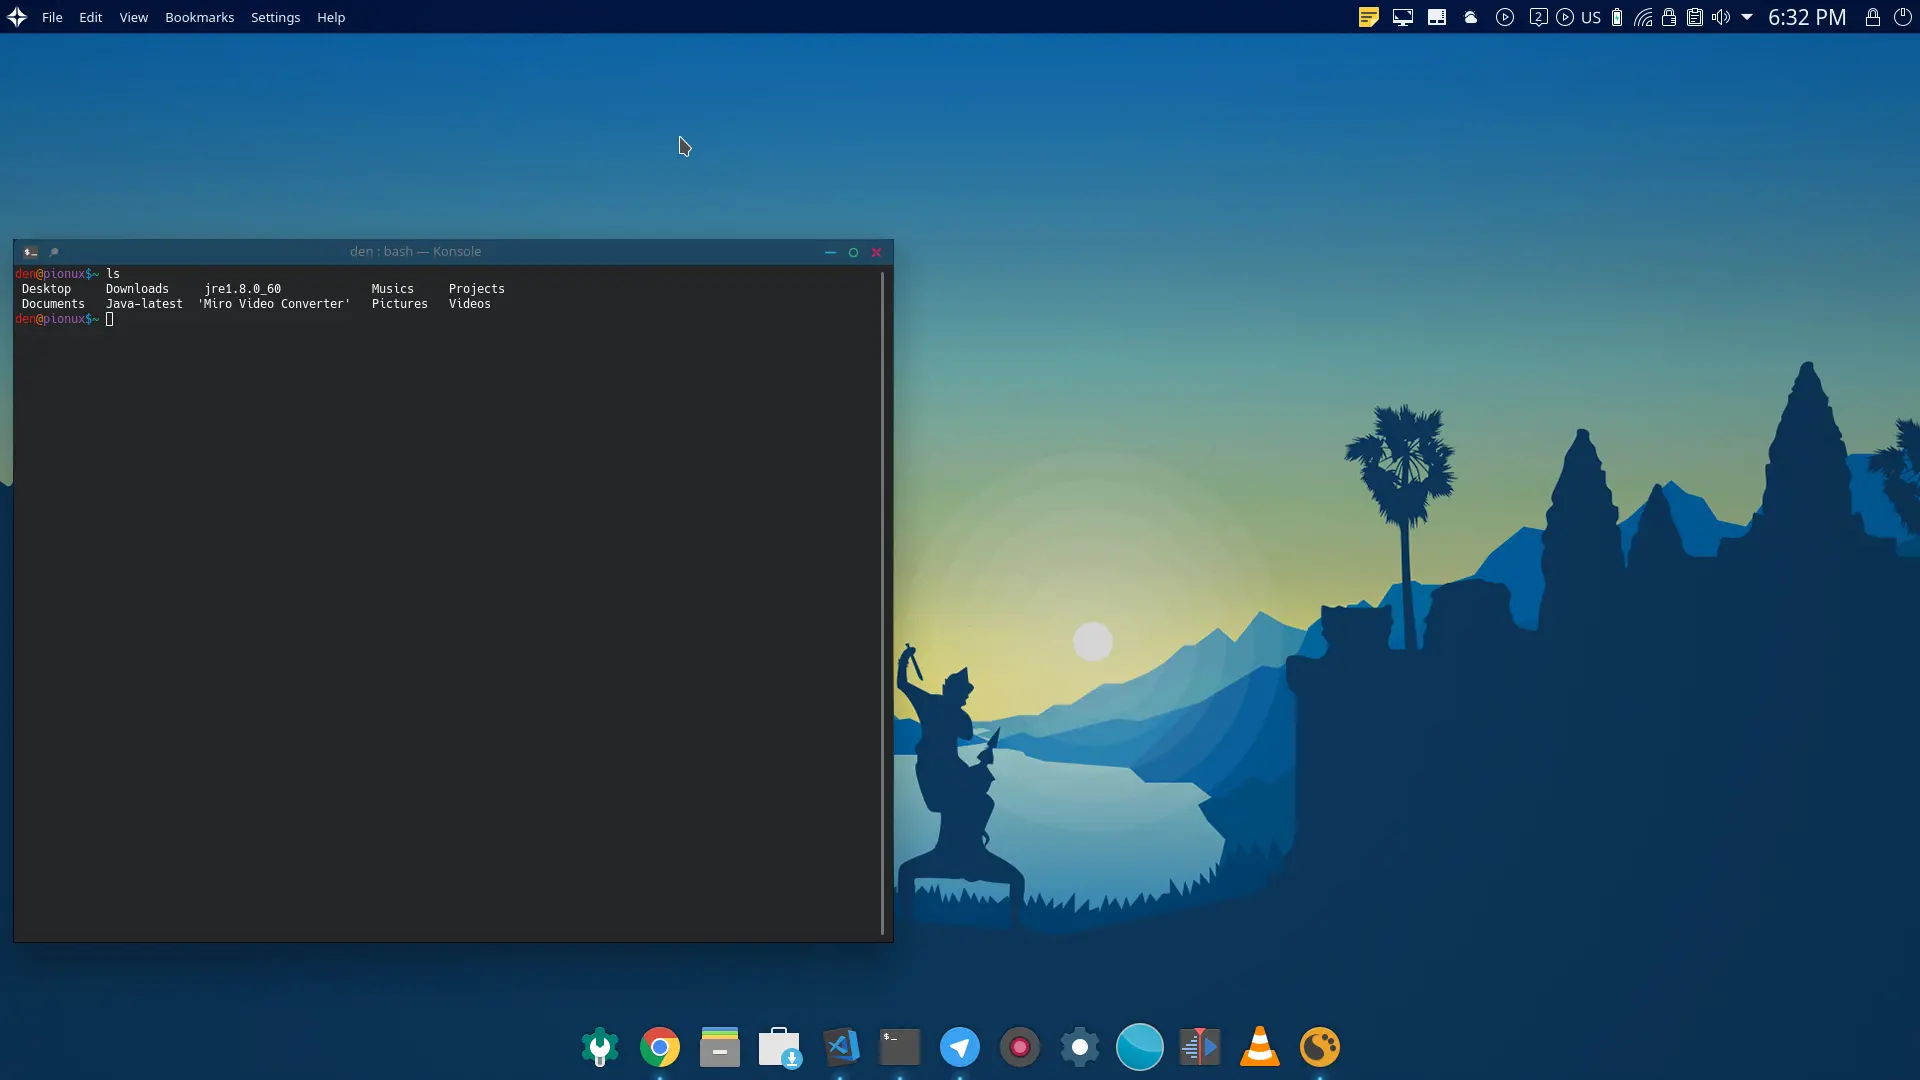 File Edit View Bookmarks Settings Help 2 US 6:32 PM
den : bash — Konsole
den@pionux$~ ls
Desktop Downloads jre1.8.0_60 Musics Projects
Documents Java-latest 'Miro Video Converter' Pictures Videos
den@pionux$~
$_